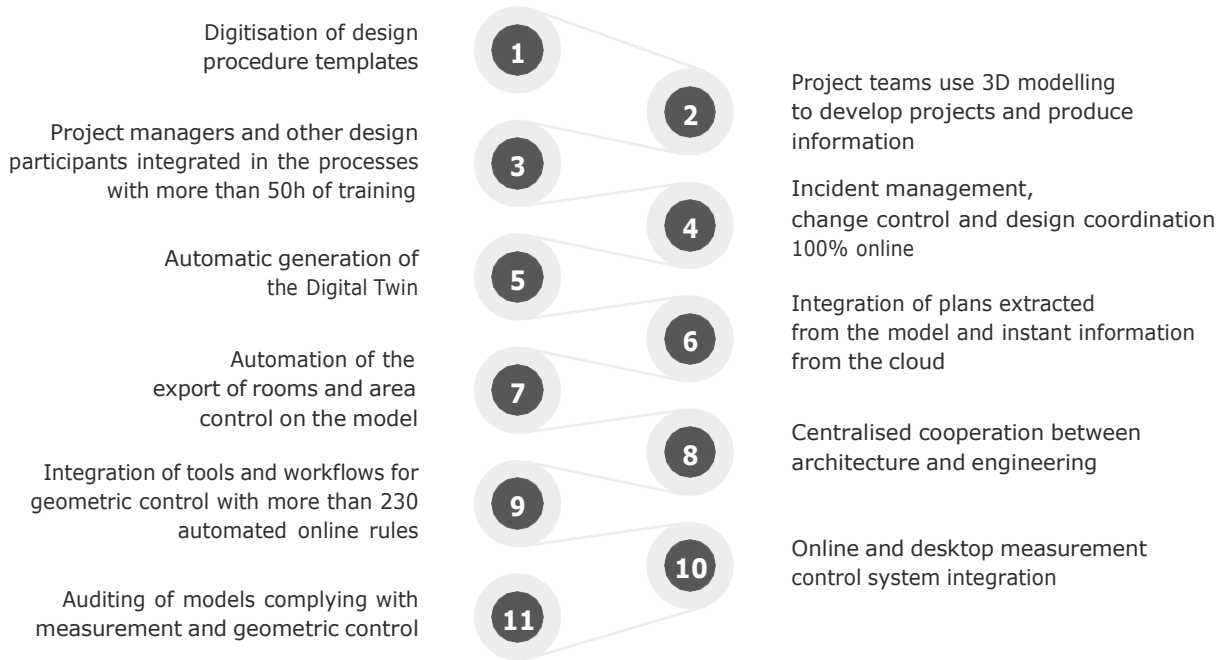 1
Digitisation of design
procedure templates
2
Project teams use 3D modelling
to develop projects and produce
information
3
Project managers and other design
participants integrated in the processes
with more than 50h of training
4
Incident management,
change control and design coordination
100% online
5
Automatic generation of
the Digital Twin
6
Integration of plans extracted
from the model and instant information
from the cloud
7
Automation of the
export of rooms and area
control on the model
8
Centralised cooperation between
architecture and engineering
9
Integration of tools and workflows for
geometric control with more than 230
automated online rules
10
Online and desktop measurement
control system integration
11
Auditing of models complying with
measurement and geometric control